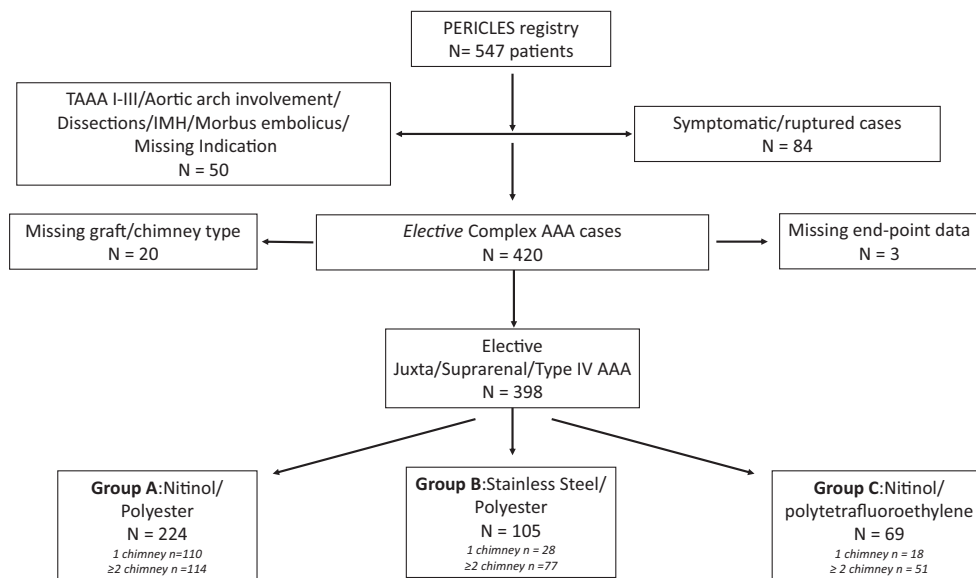 PERICLES registry
N= 547 patients
TAAA I-III/Aortic arch involvement/
Dissections/IMH/Morbus embolicus/
Missing Indication
N = 50
Symptomatic/ruptured cases
N = 84
Missing graft/chimney type
N = 20
Elective Complex AAA cases
N = 420
Missing end-point data
N = 3
Elective
Juxta/Suprarenal/Type IV AAA
N = 398
Group A:Nitinol/
Polyester
N = 224
1 chimney n=110
≥2 chimney n=114
Group B:Stainless Steel/
Polyester
N = 105
1 chimney n = 28
≥2 chimney n =77
Group C:Nitinol/
polytetrafluoroethylene
N = 69
1 chimney n = 18
≥ 2 chimney n = 51